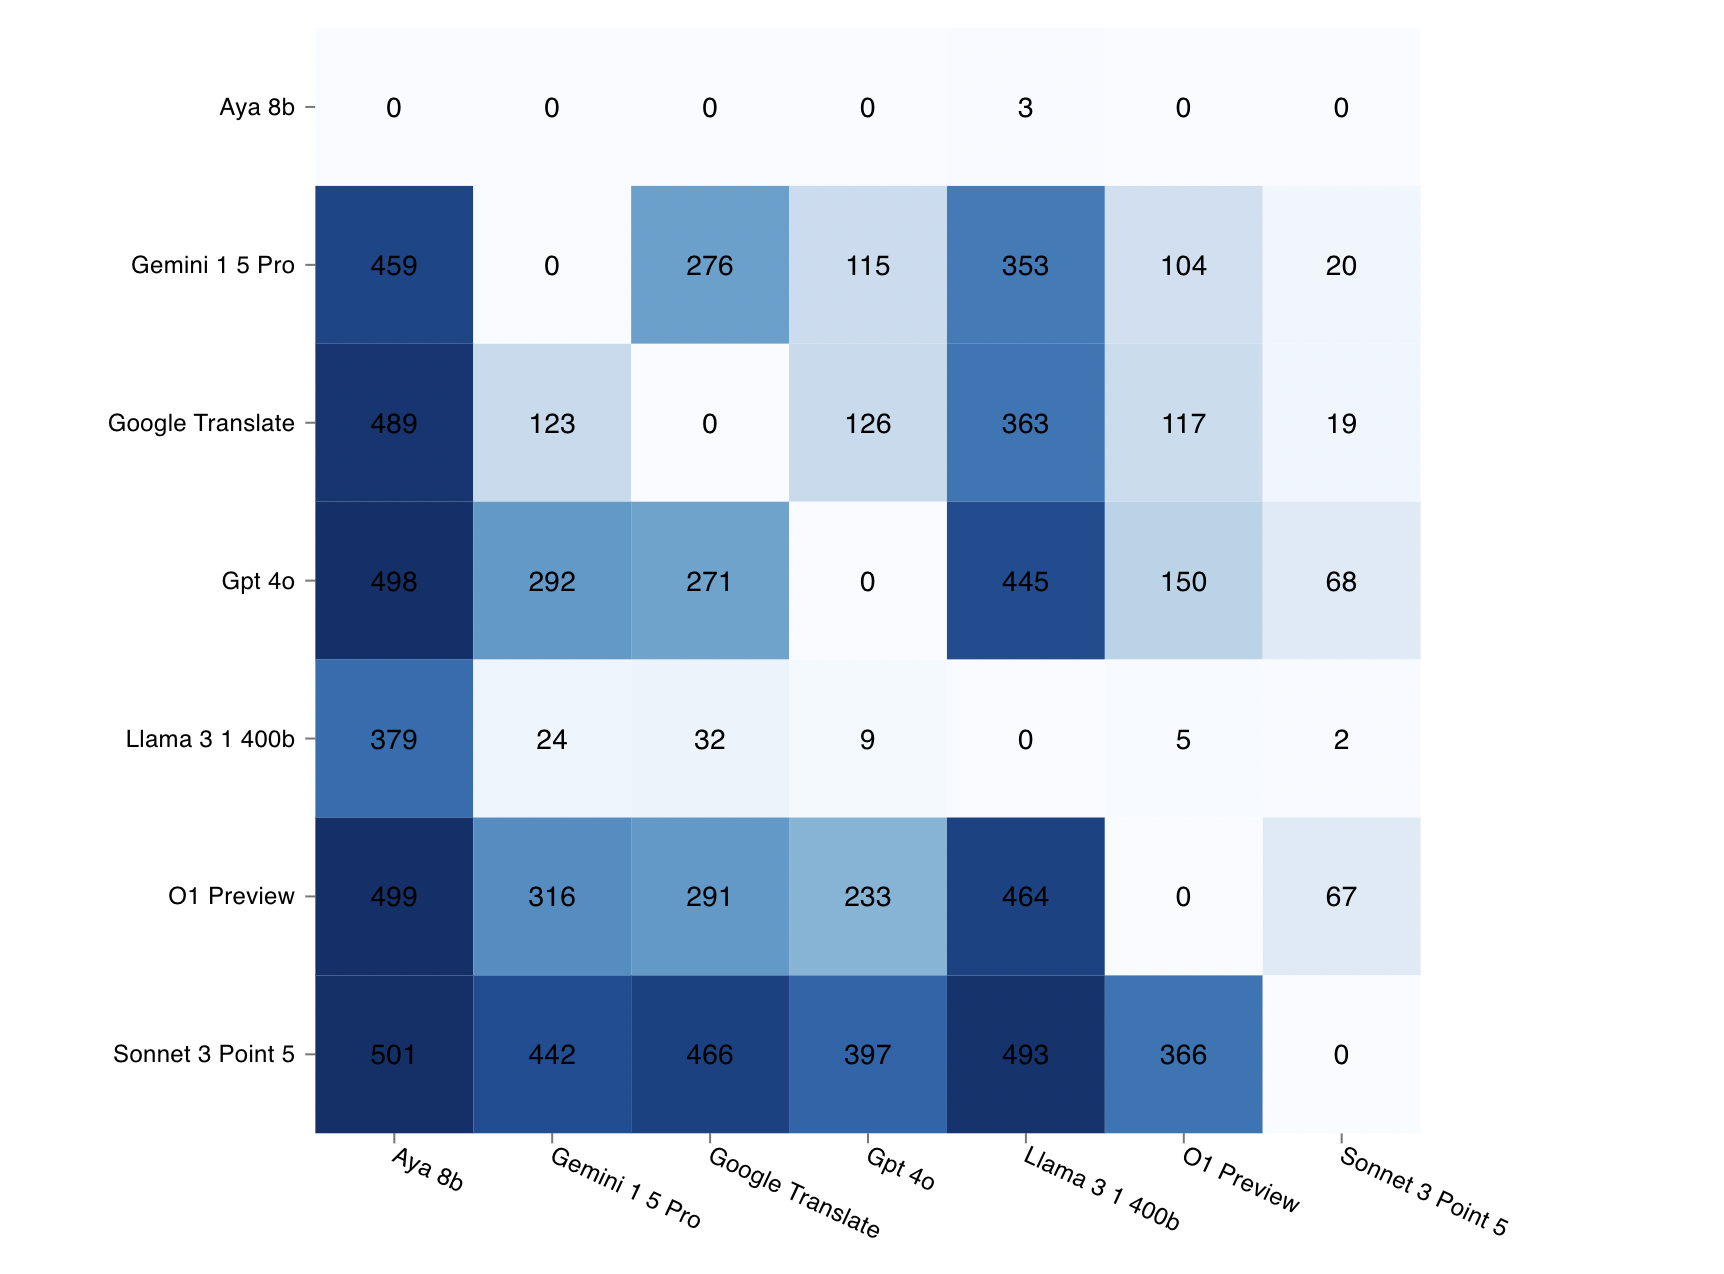 Aya 8b 0 0 0 0 3 0 0
Gemini 1 5 Pro 459 0 276 115 353 104 20
Google Translate 489 123 0 126 363 117 19
Gpt 4o 498 292 271 0 445 150 68
Llama 3 1 400b 379 24 32 9 0 5 2
O1 Preview 499 316 291 233 464 0 67
Sonnet 3 Point 5 501 442 466 397 493 366 0
Aya 8b Gemini 1 5 Pro Google Translate Gpt 4o Llama 3 1 400b O1 Preview Sonnet 3 Point 5